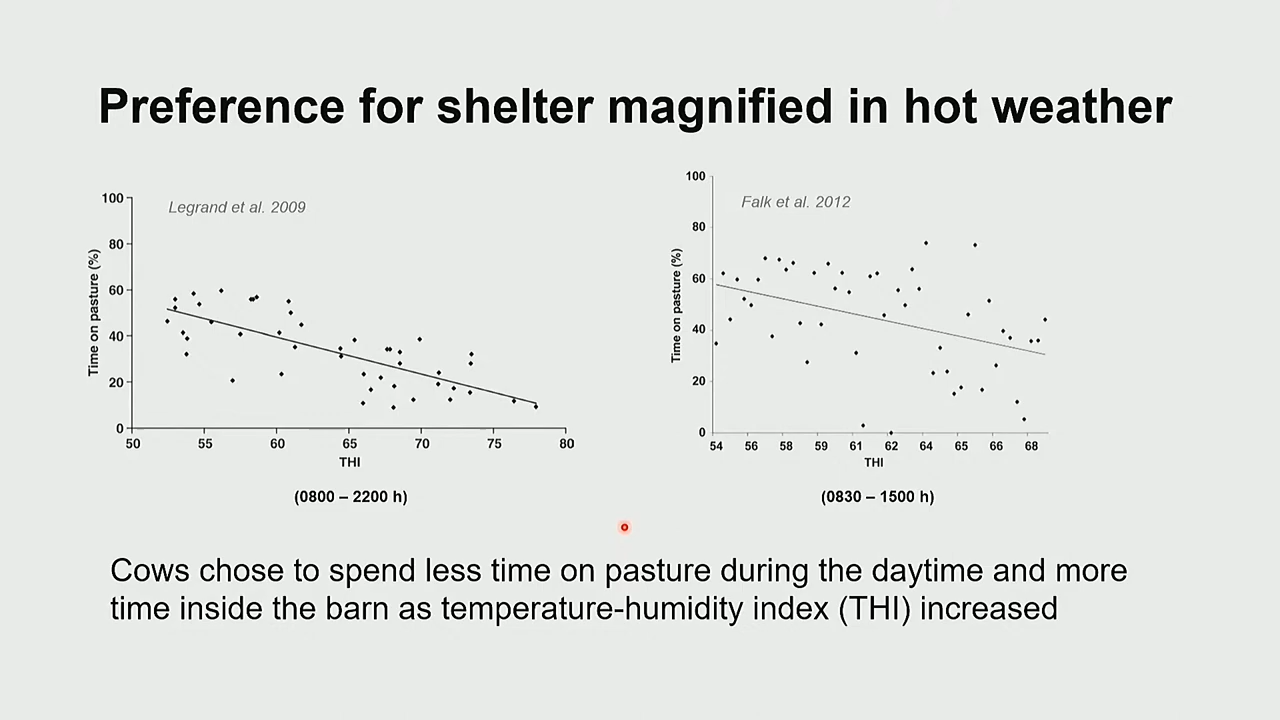 Preference for shelter magnified in hot weather
Legrand et al. 2009
Time on pasture (%)
100
80
60
40
20
0
50 55 60 65 70 75 80
THI
(0800 – 2200 h)
Falk et al. 2012
Time on pasture (%)
100
80
60
40
20
0
54 56 58 59 61 62 64 65 66 68
THI
(0830 – 1500 h)
Cows chose to spend less time on pasture during the daytime and more
time inside the barn as temperature-humidity index (THI) increased